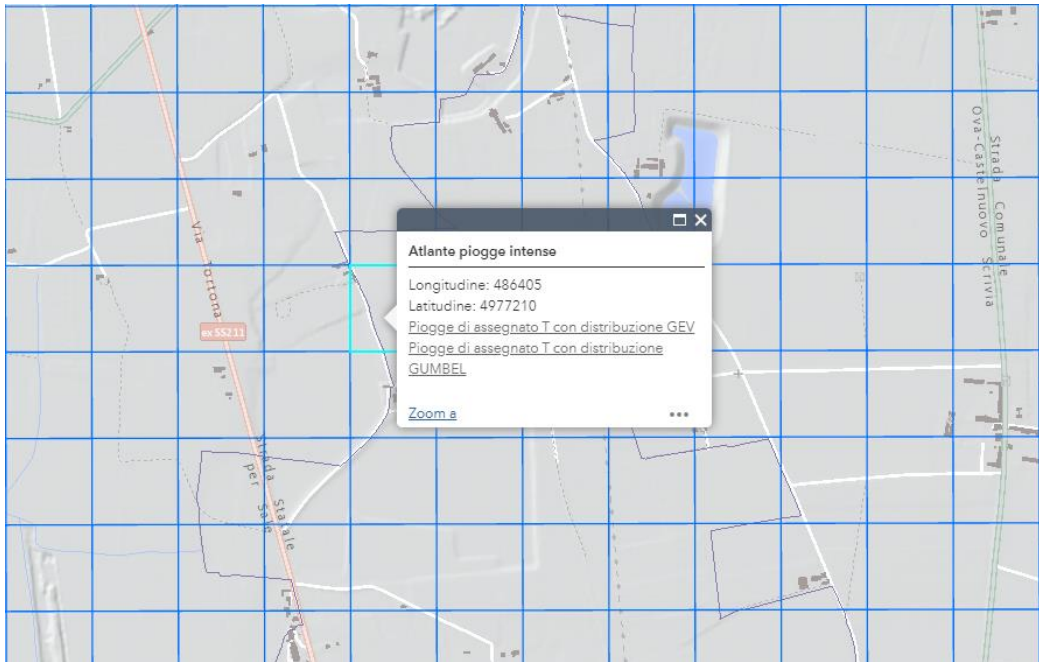 Atlante piogge intense
Longitudine: 486405
Latitudine: 4977210
Piogge di assegnato T con distribuzione GEV
Piogge di assegnato T con distribuzione
GUMBEL
Zoom a
Via Tortona
ex SS211
Strada Statale
per Sale
Strada Comunale
Ova-Castelnuovo Scrivia